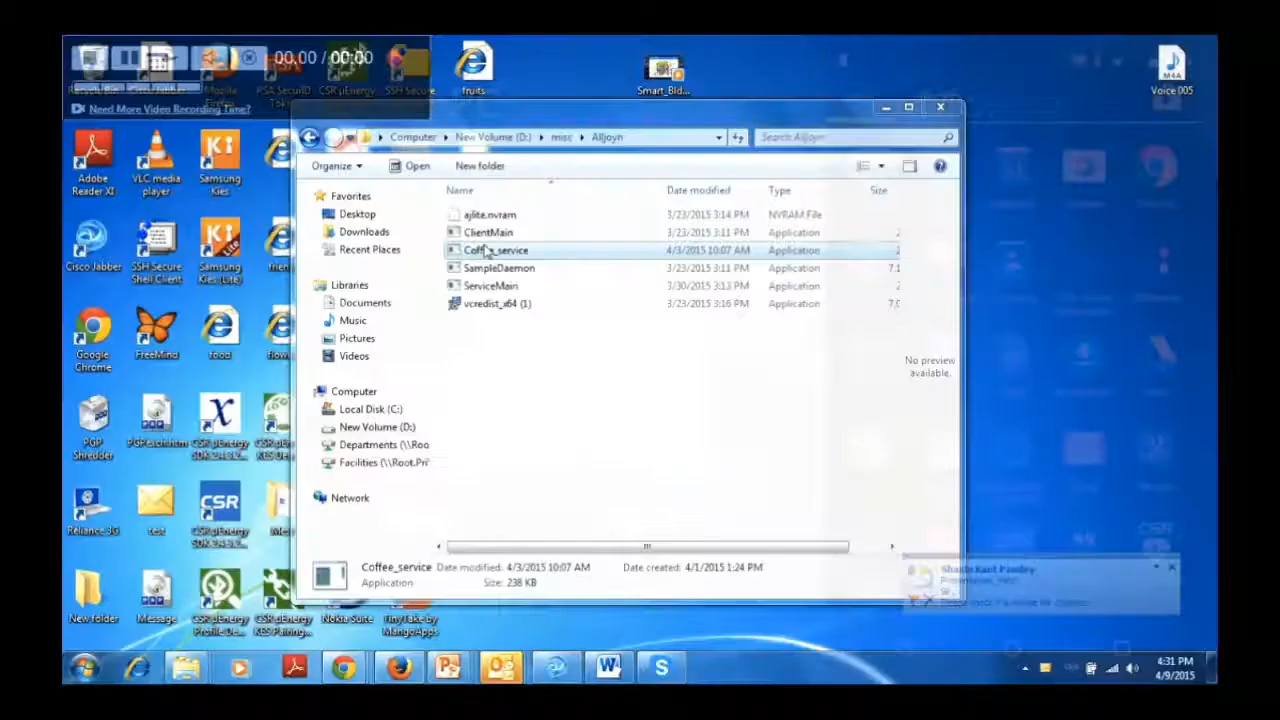 00.00 / 00:00
Need More Video Recording Time?
fruits
Smart_Bld...
Voice 005
Computer
New Volume (D:)
misc
Alljoyn
Search Alljoyn
Organize
Open
New folder
Name
Date modified
Type
Size
ajlite.nvram 3/23/2015 3:14 PM NVRAM File
ClientMain 3/23/2015 3:11 PM Application
Coffee_service 4/3/2015 10:07 AM Application
SampleDaemon 3/23/2015 3:11 PM Application 7.1
ServiceMain 3/30/2015 3:13 PM Application
vcredist_x64 (1) 3/23/2015 3:16 PM Application
Favorites
Desktop
Downloads
Recent Places
Libraries
Documents
Music
Pictures
Videos
Computer
Local Disk (C:)
New Volume (D:)
Departments (\\Roo
Facilities (\\Root.Pri
Network
No preview
available.
Coffee_service Date modified: 4/3/2015 10:07 AM Date created: 4/1/2015 1:24 PM
Application Size: 238 KB
Adobe
Reader XI
VLC media
player
Samsung
Kies
Cisco Jabber
SSH Secure
Shell Client
Samsung
Kies (Lite)
Google
Chrome
FreeMind
food
PGP
Shredder
Reliance 3G
test
New folder
Message
Nokia Suite
TinyTake by
MangoApps
4:31 PM
4/9/2015